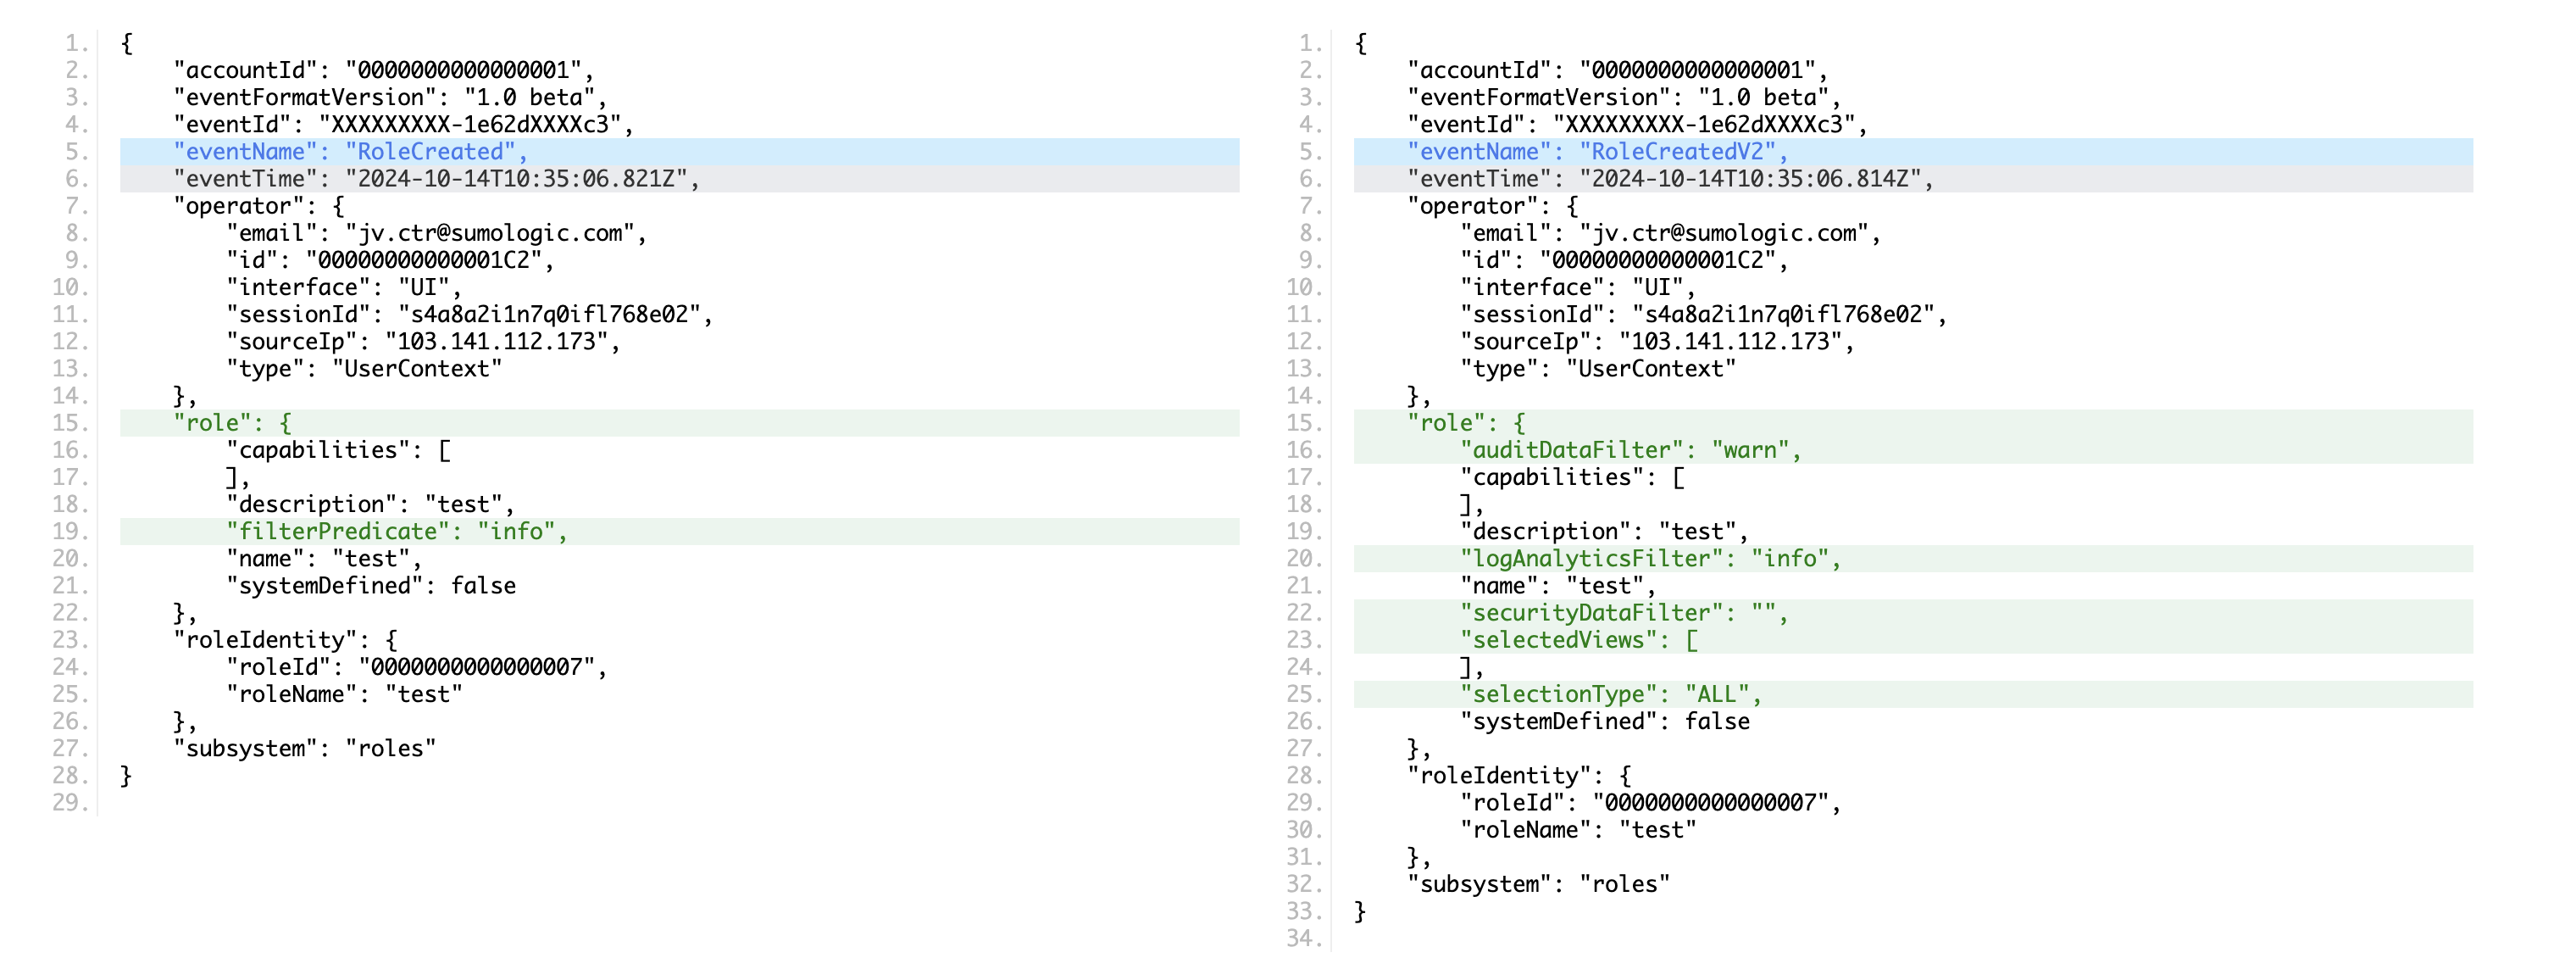 1. {
2.     "accountId": "0000000000000001",
3.     "eventFormatVersion": "1.0 beta",
4.     "eventId": "XXXXXXXXX-1e62dXXXXc3",
5.     "eventName": "RoleCreated",
6.     "eventTime": "2024-10-14T10:35:06.821Z",
7.     "operator": {
8.         "email": "jv.ctr@sumologic.com",
9.         "id": "00000000000001C2",
10.         "interface": "UI",
11.         "sessionId": "s4a8a2i1n7q0ifl768e02",
12.         "sourceIp": "103.141.112.173",
13.         "type": "UserContext"
14.     },
15.     "role": {
16.         "capabilities": [
17.         ],
18.         "description": "test",
19.         "filterPredicate": "info",
20.         "name": "test",
21.         "systemDefined": false
22.     },
23.     "roleIdentity": {
24.         "roleId": "0000000000000007",
25.         "roleName": "test"
26.     },
27.     "subsystem": "roles"
28. }
29.
1. {
2.     "accountId": "0000000000000001",
3.     "eventFormatVersion": "1.0 beta",
4.     "eventId": "XXXXXXXXX-1e62dXXXXc3",
5.     "eventName": "RoleCreatedV2",
6.     "eventTime": "2024-10-14T10:35:06.814Z",
7.     "operator": {
8.         "email": "jv.ctr@sumologic.com",
9.         "id": "00000000000001C2",
10.         "interface": "UI",
11.         "sessionId": "s4a8a2i1n7q0ifl768e02",
12.         "sourceIp": "103.141.112.173",
13.         "type": "UserContext"
14.     },
15.     "role": {
16.         "auditDataFilter": "warn",
17.         "capabilities": [
18.         ],
19.         "description": "test",
20.         "logAnalyticsFilter": "info",
21.         "name": "test",
22.         "securityDataFilter": "",
23.         "selectedViews": [
24.         ],
25.         "selectionType": "ALL",
26.         "systemDefined": false
27.     },
28.     "roleIdentity": {
29.         "roleId": "0000000000000007",
30.         "roleName": "test"
31.     },
32.     "subsystem": "roles"
33. }
34.